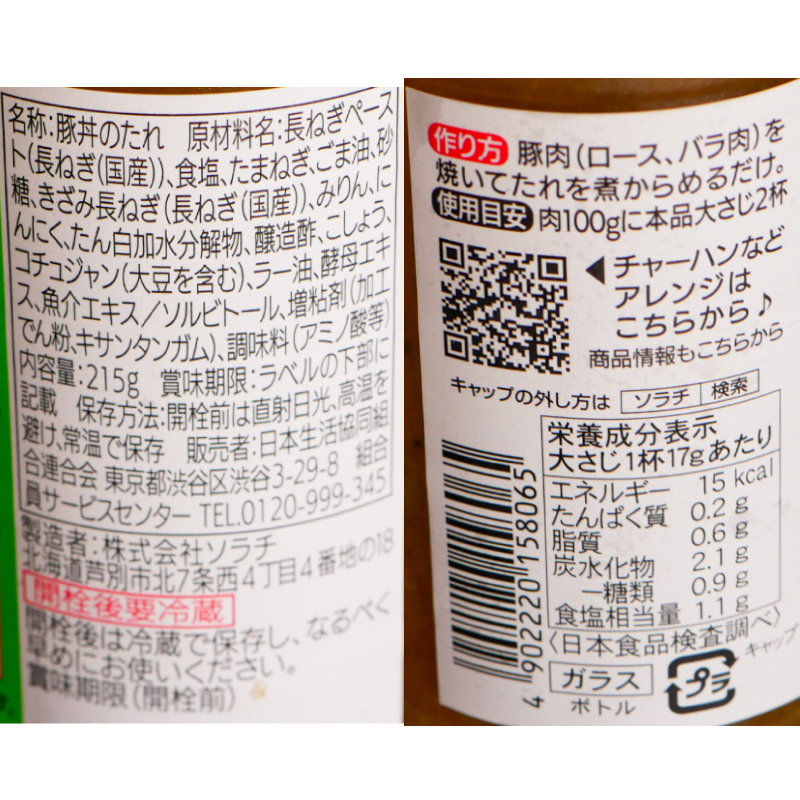 名称:豚丼のたれ 原材料名:長ねぎペース
ト(長ねぎ(国産))、食塩、たまねぎ、ごま油、砂
糖、きざみ長ねぎ(長ねぎ(国産))、みりん、に
んにく、たん白加水分解物、醸造酢、こしょう、
コチュジャン(大豆を含む)、ラー油、酵母エキ
ス、魚介エキス/ソルビトール、増粘剤(加工
でん粉、キサンタンガム)、調味料(アミノ酸等)
内容量:215g 賞味期限:ラベルの下部に
記載 保存方法:開栓前は直射日光、高温を
避け、常温で保存 販売者:日本生活協同組
合連合会 東京都渋谷区渋谷3-29-8 組合
員サービスセンター TEL.0120-999-345
製造者:株式会社ソラチ
北海道芦別市北7条西4丁目4番地の18
開栓後要冷蔵
開栓後は冷蔵で保存し、なるべく
早めにお使いください。
賞味期限(開栓前)
作り方 豚肉(ロース、バラ肉)を
焼いてたれを煮からめるだけ。
使用目安 肉100gに本品大さじ2杯
◀チャーハンなど
アレンジは
こちらから♪
商品情報もこちらから
キャップの外し方は ソラチ 検索
栄養成分表示
大さじ1杯17gあたり
エネルギー 15 kcal
たんぱく質 0.2 g
脂質 0.6 g
炭水化物 2.1 g
―糖類 0.9 g
食塩相当量 1.1 g
〈日本食品検査調べ〉
4 902220 158065
ガラス
ボトル
プラ
キャップ